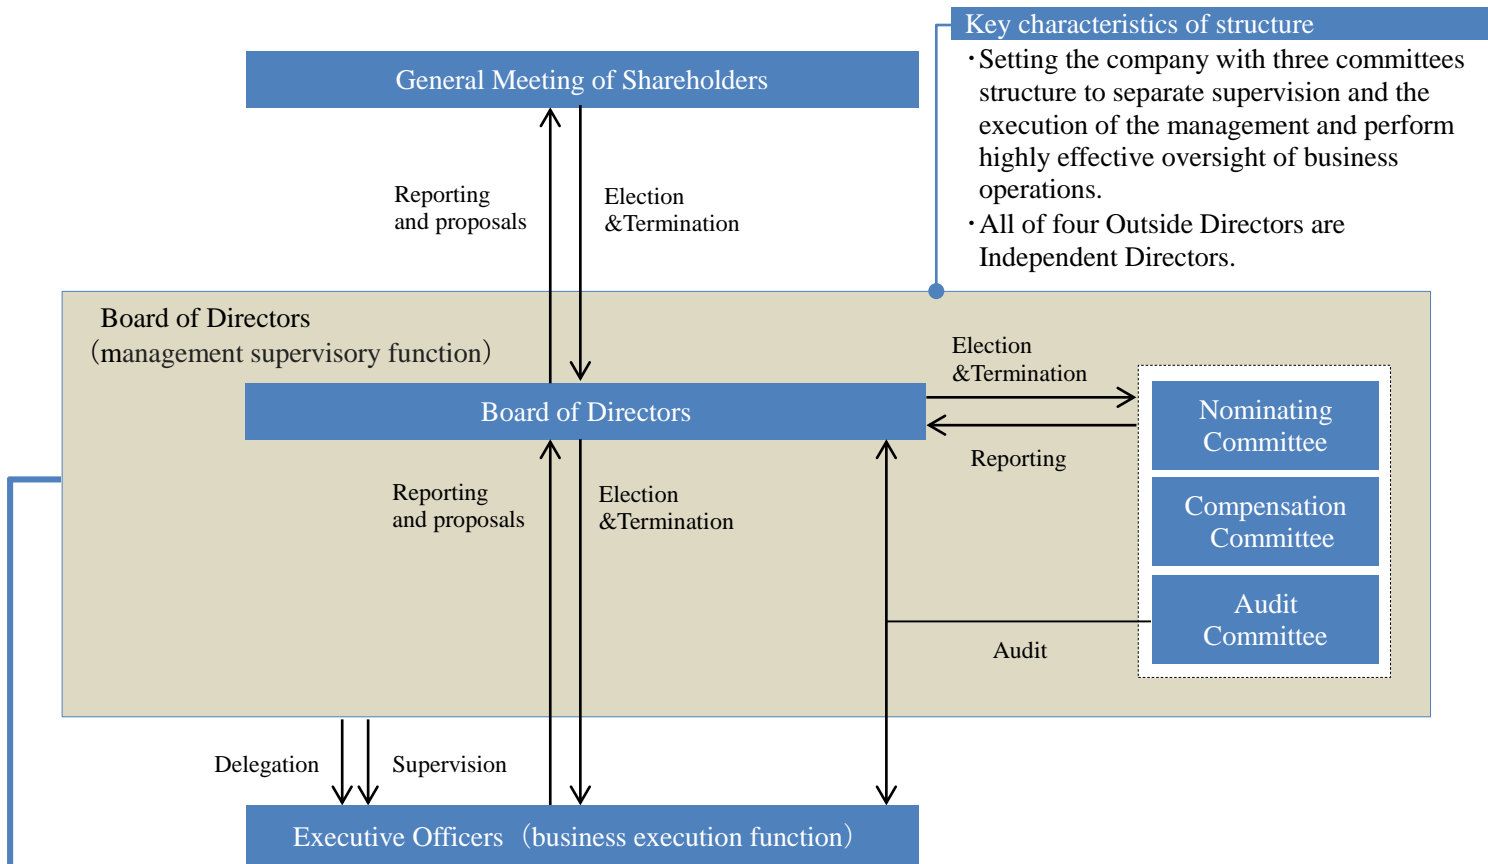 Key characteristics of structure
・Setting the company with three committees
structure to separate supervision and the
execution of the management and perform
highly effective oversight of business
operations.
・All of four Outside Directors are
Independent Directors.
General Meeting of Shareholders
Reporting
and proposals
Election
&Termination
Board of Directors
（management supervisory function）
Election
&Termination
Board of Directors
Reporting
Nominating
Committee
Compensation
Committee
Audit
Committee
Reporting
and proposals
Election
&Termination
Audit
Delegation
Supervision
Executive Officers（business execution function）